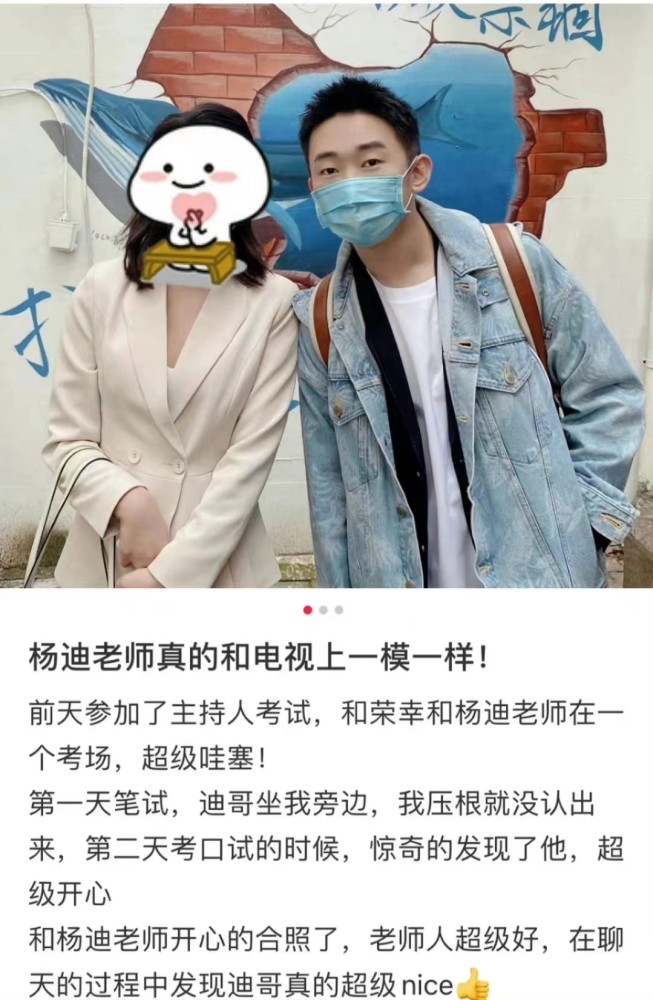 杨迪老师真的和电视上一模一样！
前天参加了主持人考试，和荣幸和杨迪老师在一
个考场，超级哇塞！
第一天笔试，迪哥坐我旁边，我压根就没认出
来，第二天考口试的时候，惊奇的发现了他，超
级开心
和杨迪老师开心的合照了，老师人超级好，在聊
天的过程中发现迪哥真的超级nice👍